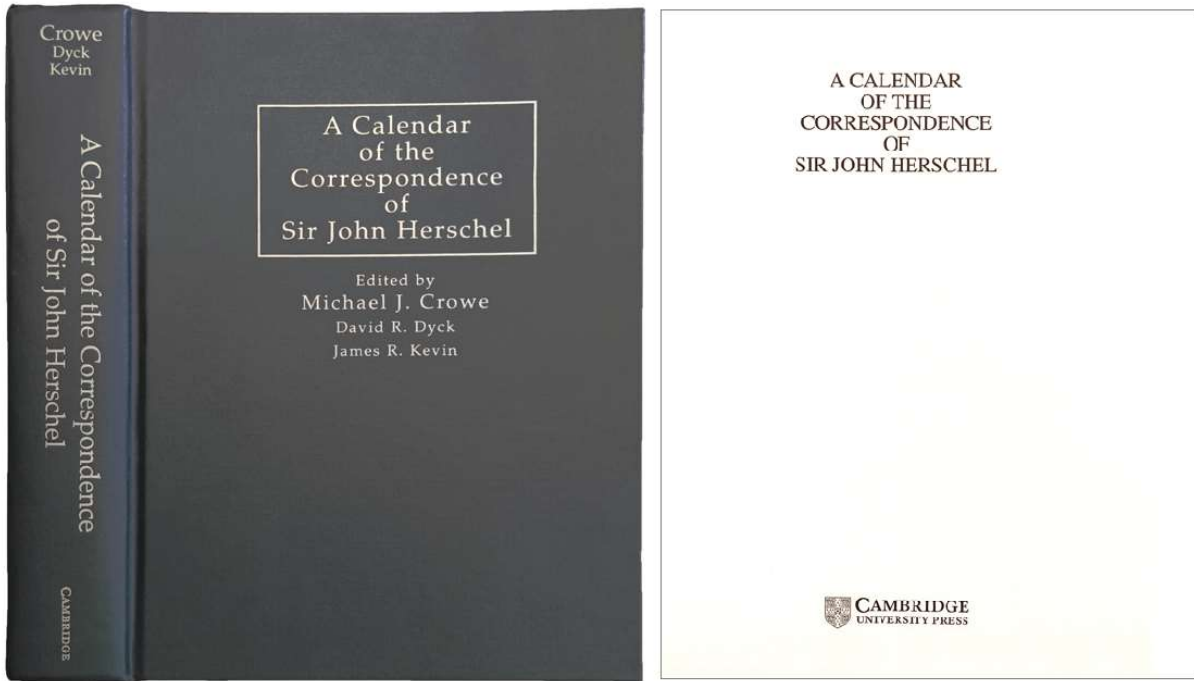 Crowe
Dyck
Kevin
A Calendar of the Correspondence
of Sir John Herschel
CAMBRIDGE
A Calendar
of the
Correspondence
of
Sir John Herschel
Edited by
Michael J. Crowe
David R. Dyck
James R. Kevin
A CALENDAR
OF THE
CORRESPONDENCE
OF
SIR JOHN HERSCHEL
CAMBRIDGE
UNIVERSITY PRESS